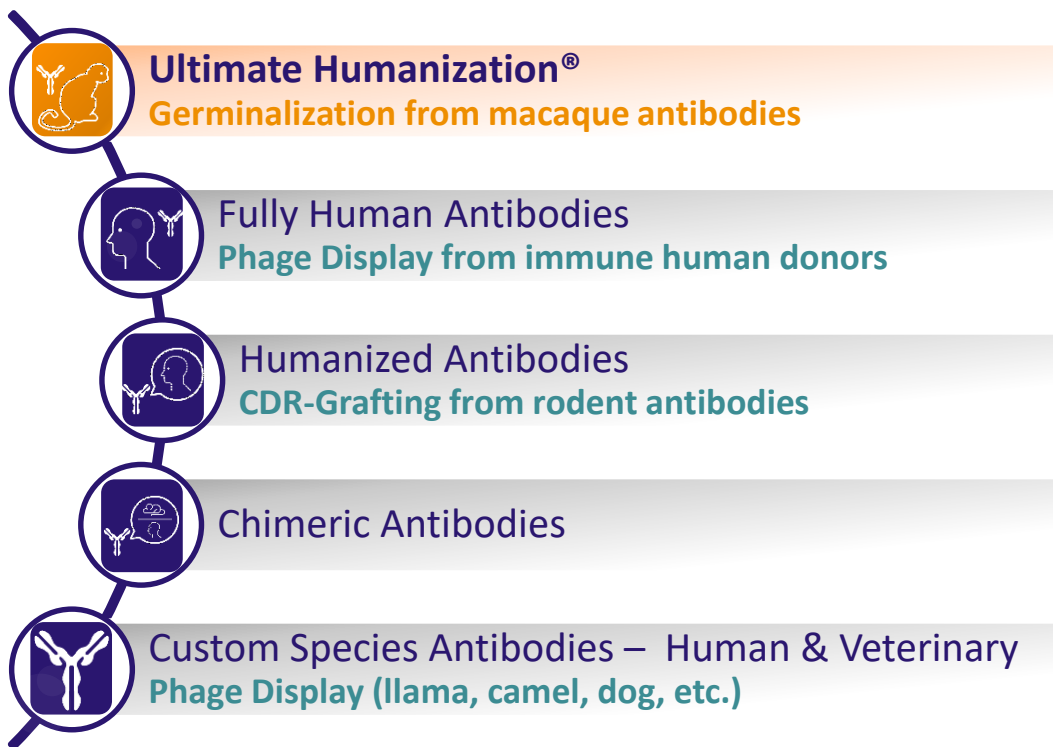 Ultimate Humanization®
Germinalization from macaque antibodies
Fully Human Antibodies
Phage Display from immune human donors
Humanized Antibodies
CDR-Grafting from rodent antibodies
Chimeric Antibodies
Custom Species Antibodies – Human & Veterinary
Phage Display (llama, camel, dog, etc.)